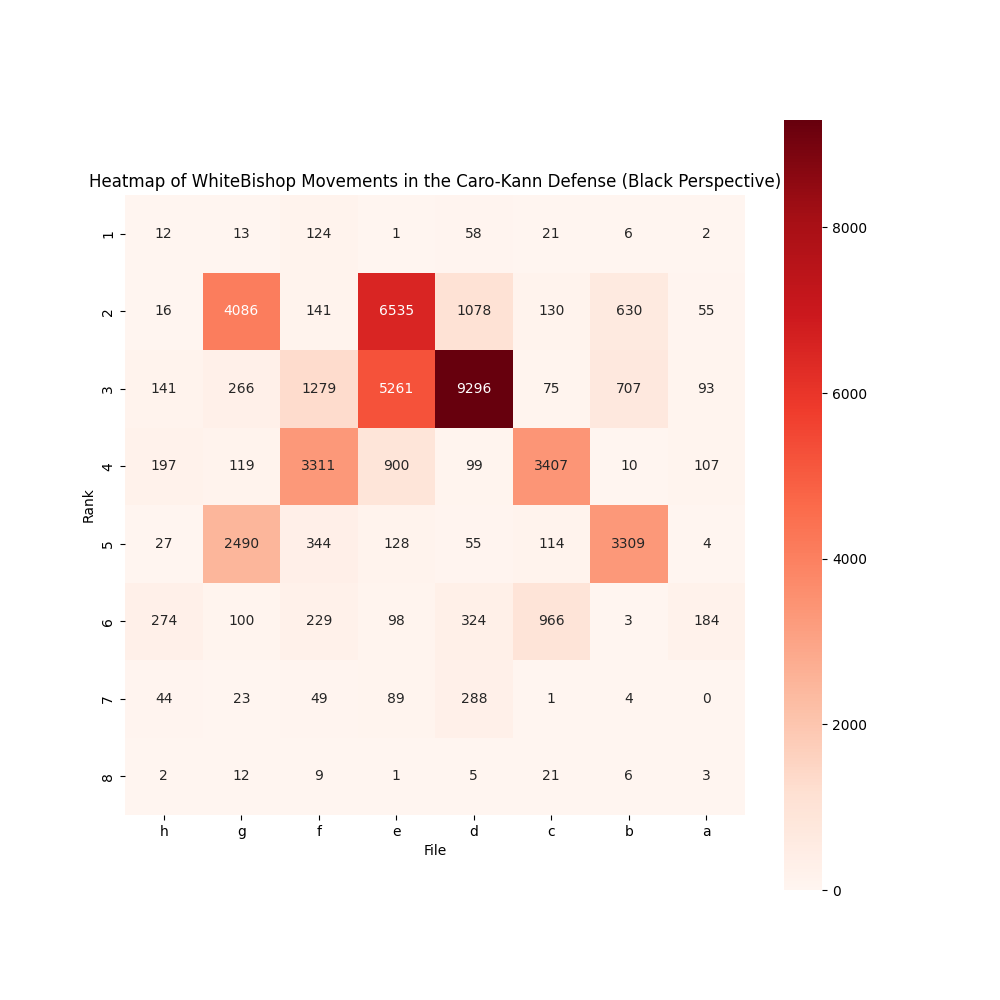 Heatmap of WhiteBishop Movements in the Caro-Kann Defense (Black Perspective)
1 12 13 124 1 58 21 6 2
2 16 4086 141 6535 1078 130 630 55
3 141 266 1279 5261 9296 75 707 93
4 197 119 3311 900 99 3407 10 107
5 27 2490 344 128 55 114 3309 4
6 274 100 229 98 324 966 3 184
7 44 23 49 89 288 1 4 0
8 2 12 9 1 5 21 6 3
h g f e d c b a
File
Rank
8000
6000
4000
2000
0